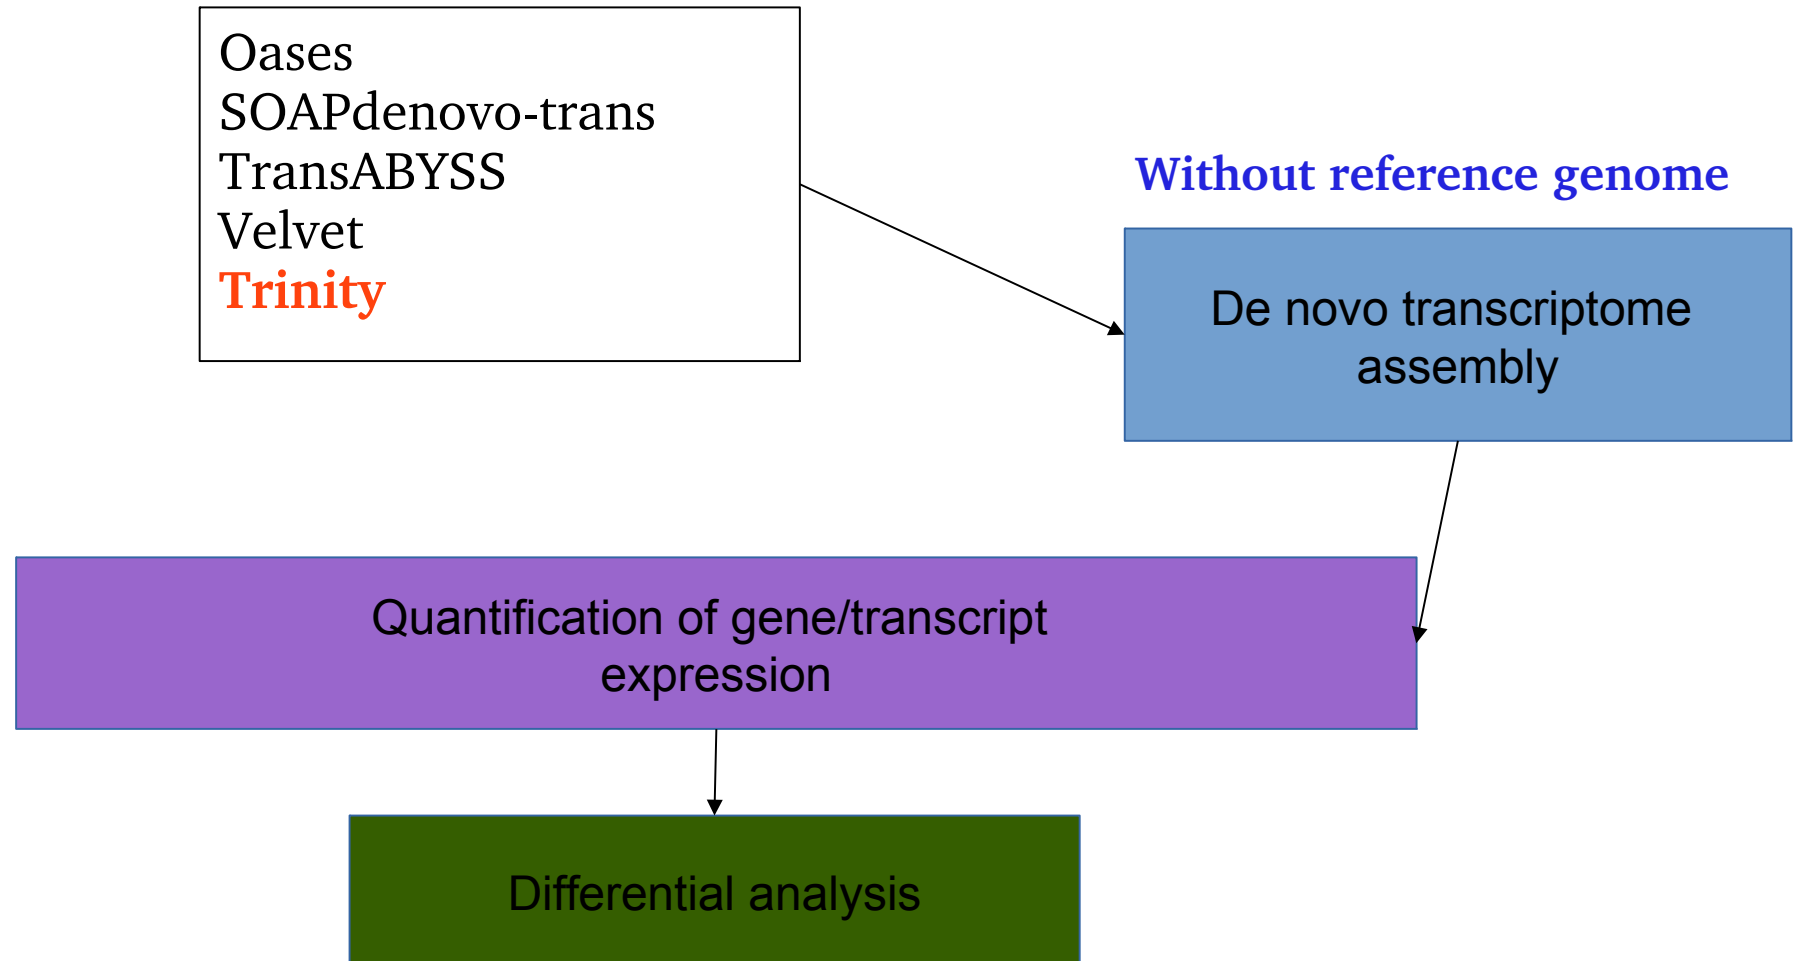 Oases
SOAPdenovo-trans
TransABYSS
Velvet
Trinity
Without reference genome
De novo transcriptome
assembly
Quantification of gene/transcript
expression
Differential analysis